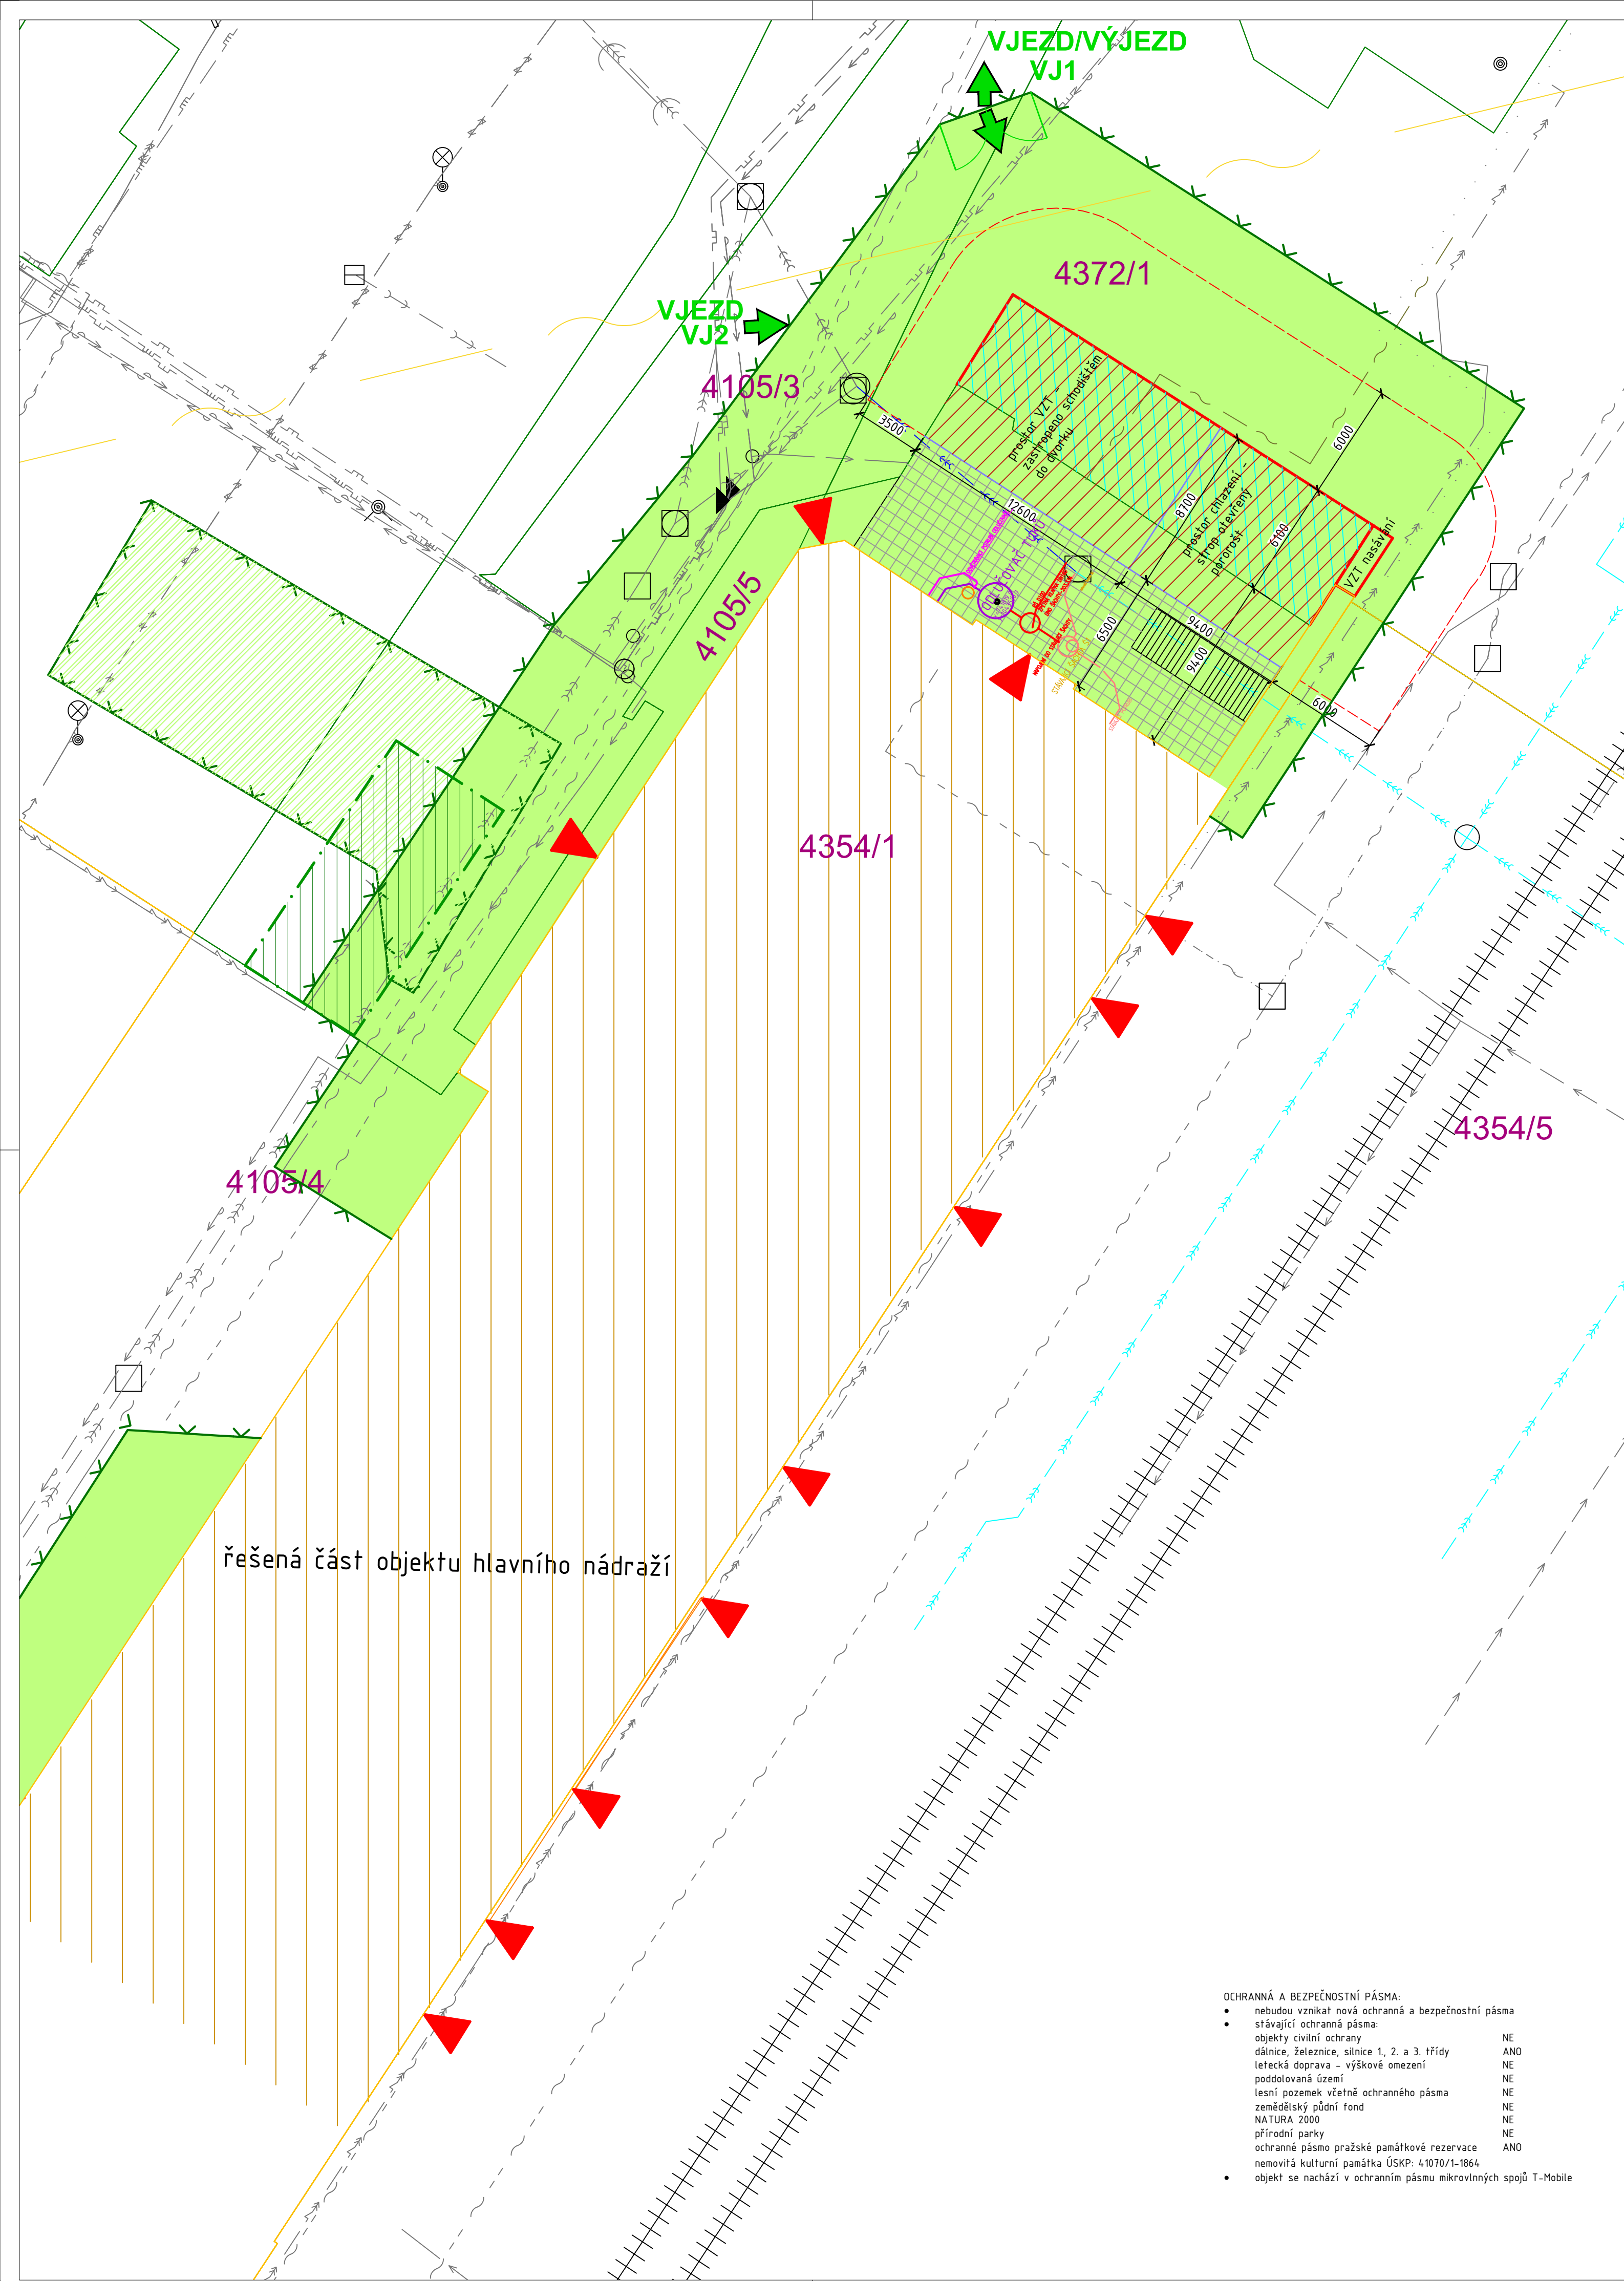 VJEZD/VÝJEZD
VJ1
4372/1
VJEZD
VJ2
4105/3
3500
prostor VZT -
zastropeno schodištěm
do dvorku
6000
8700
prostor chlazení -
strop otevřený
pororošt
6100
12600
VZT nasávání
ODLUČOVAČ TUKŮ
4105/5
6500
9400
9400
6000
4354/1
4354/5
4105/4
řešená část objektu hlavního nádraží
OCHRANNÁ A BEZPEČNOSTNÍ PÁSMA:
• nebudou vznikat nová ochranná a bezpečnostní pásma
• stávající ochranná pásma:
objekty civilní ochrany NE
dálnice, železnice, silnice 1., 2. a 3. třídy ANO
letecká doprava - výškové omezení NE
poddolovaná území NE
lesní pozemek včetně ochranného pásma NE
zemědělský půdní fond NE
NATURA 2000 NE
přírodní parky NE
ochranné pásmo pražské památkové rezervace ANO
nemovitá kulturní památka ÚSKP: 41070/1-1864
• objekt se nachází v ochranním pásmu mikrovlnných spojů T-Mobile